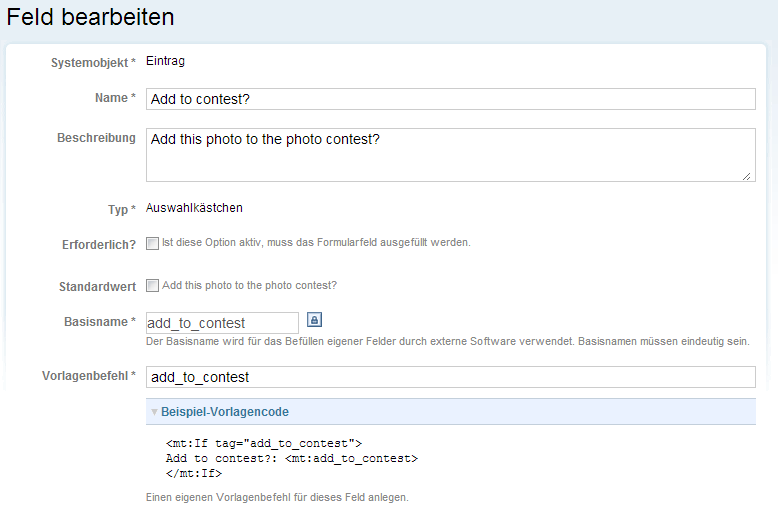 Feld bearbeiten
Systemobjekt * Eintrag
Name * Add to contest?
Beschreibung Add this photo to the photo contest?
Typ * Auswahlkästchen
Erforderlich? Ist diese Option aktiv, muss das Formularfeld ausgefüllt werden.
Standardwert Add this photo to the photo contest?
Basisname * add_to_contest
Der Basisname wird für das Befüllen eigener Felder durch externe Software verwendet. Basisnamen müssen eindeutig sein.
Vorlagenbefehl * add_to_contest
Beispiel-Vorlagencode
<mt:If tag="add_to_contest">
Add to contest?: <mt:add_to_contest>
</mt:If>
Einen eigenen Vorlagenbefehl für dieses Feld anlegen.